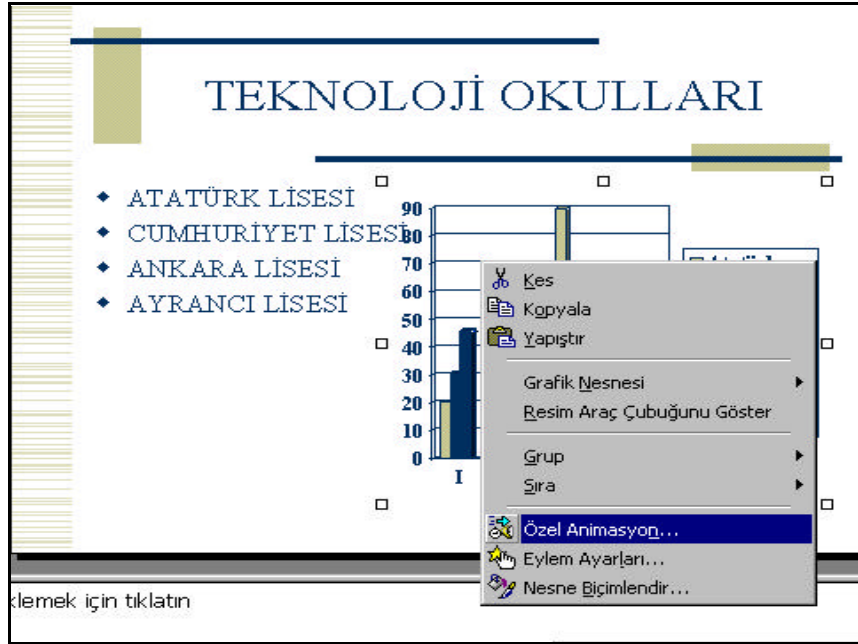 TEKNOLOJİ OKULLARI
ATATÜRK LİSESİ
CUMHURİYET LİSESİ
ANKARA LİSESİ
AYRANCI LİSESİ
90
80
70
60
50
40
30
20
10
0
I
Kes
Kopyala
Yapıştır
Grafik Nesnesi
Resim Araç Çubuğunu Göster
Grup
Sıra
Özel Animasyon...
Eylem Ayarları...
Nesne Biçimlendir...
için tıklatın